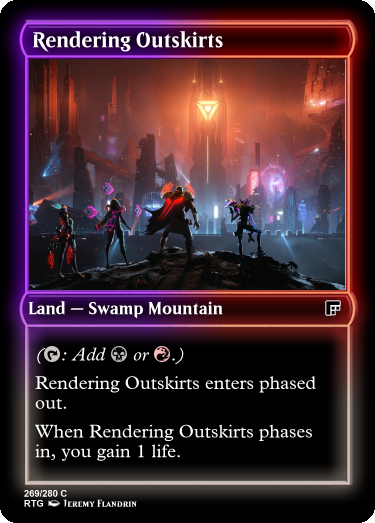 Rendering Outskirts
Land — Swamp Mountain
(: Add or .)
Rendering Outskirts enters phased
out.
When Rendering Outskirts phases
in, you gain 1 life.
269/280 C
RTG Jeremy Flandrin